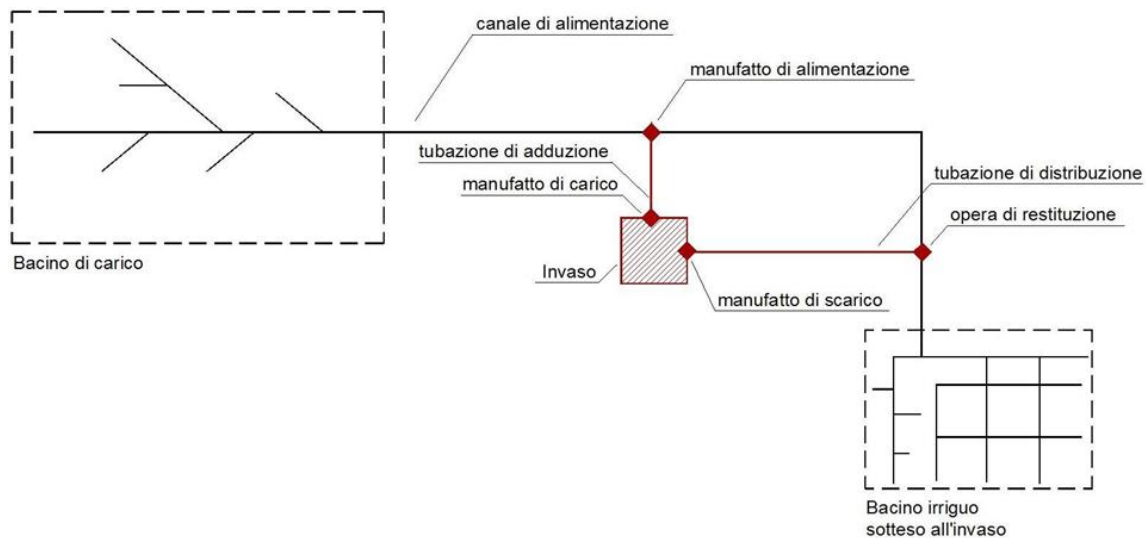 canale di alimentazione
manufatto di alimentazione
tubazione di adduzione
tubazione di distribuzione
manufatto di carico
opera di restituzione
Bacino di carico
Invaso
manufatto di scarico
Bacino irriguo
sotteso all'invaso